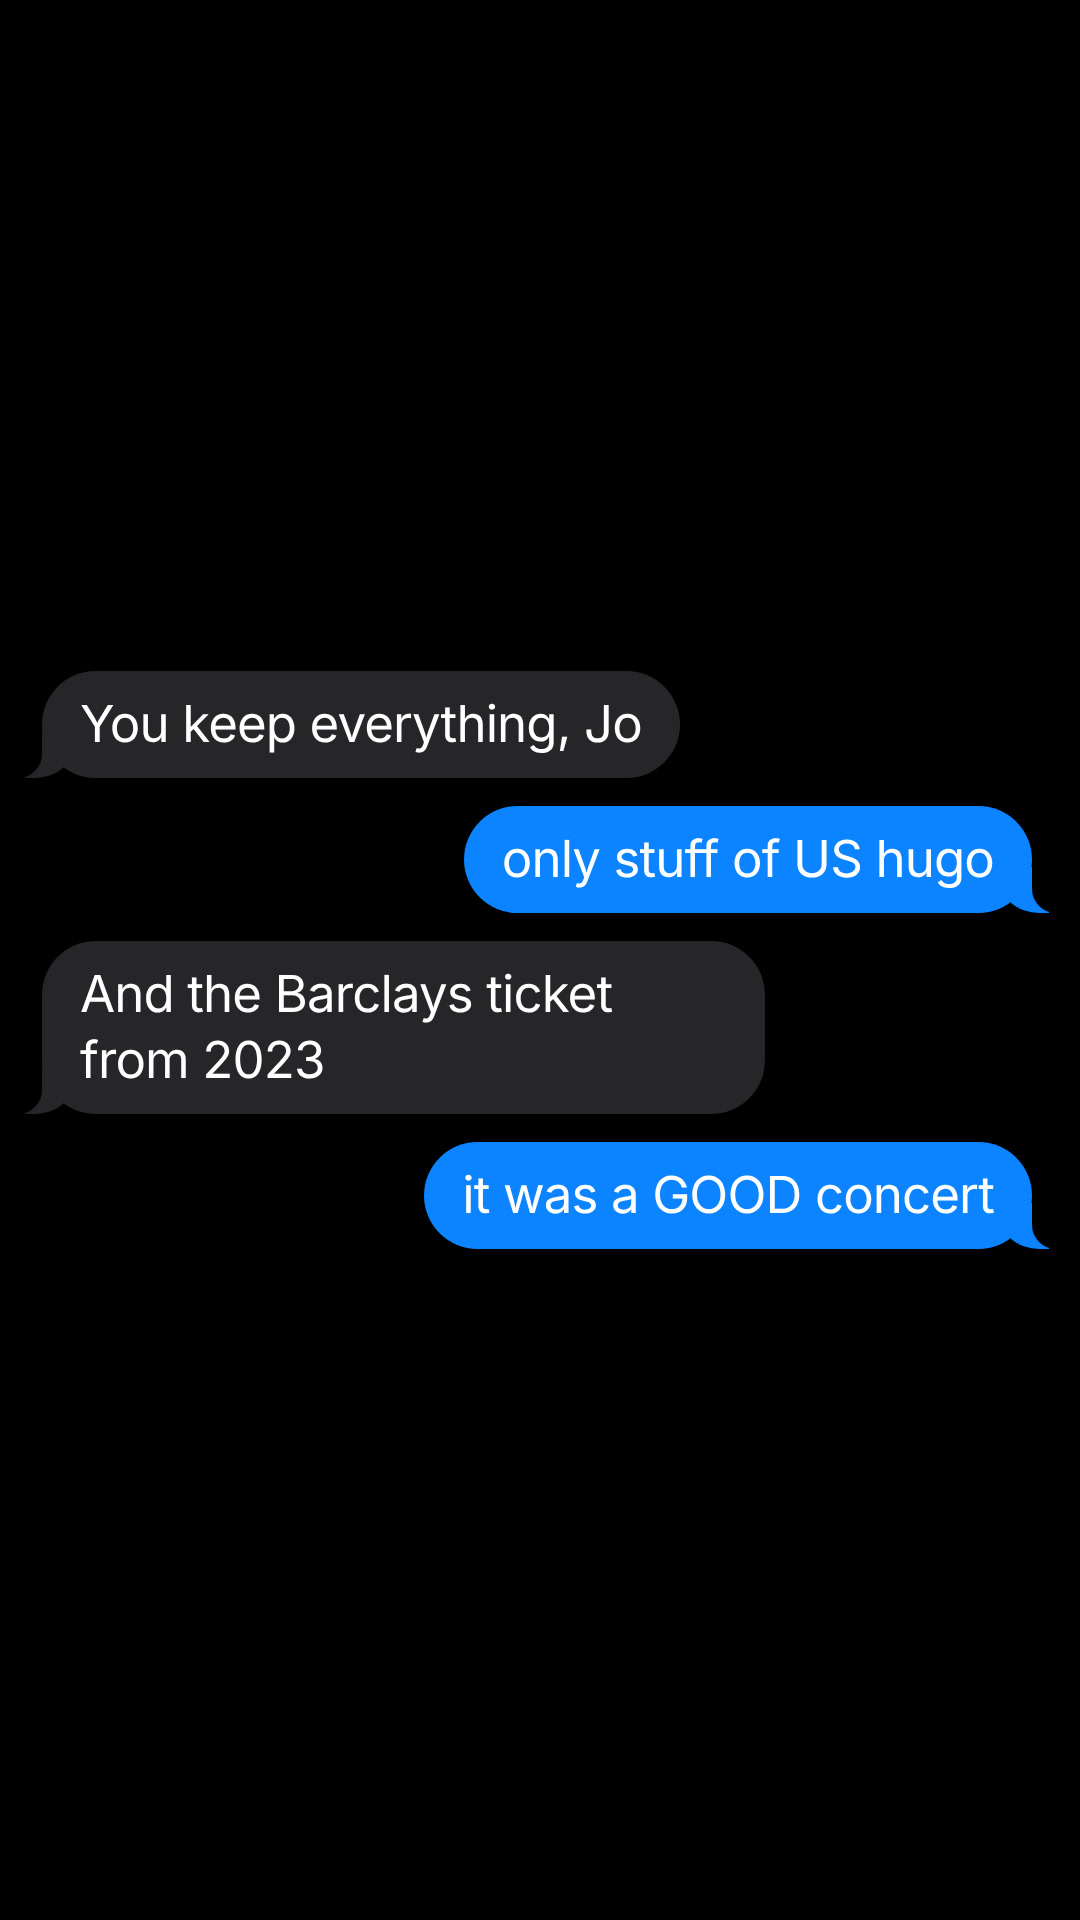 You keep everything, Jo
only stuff of US hugo
And the Barclays ticket
from 2023
it was a GOOD concert